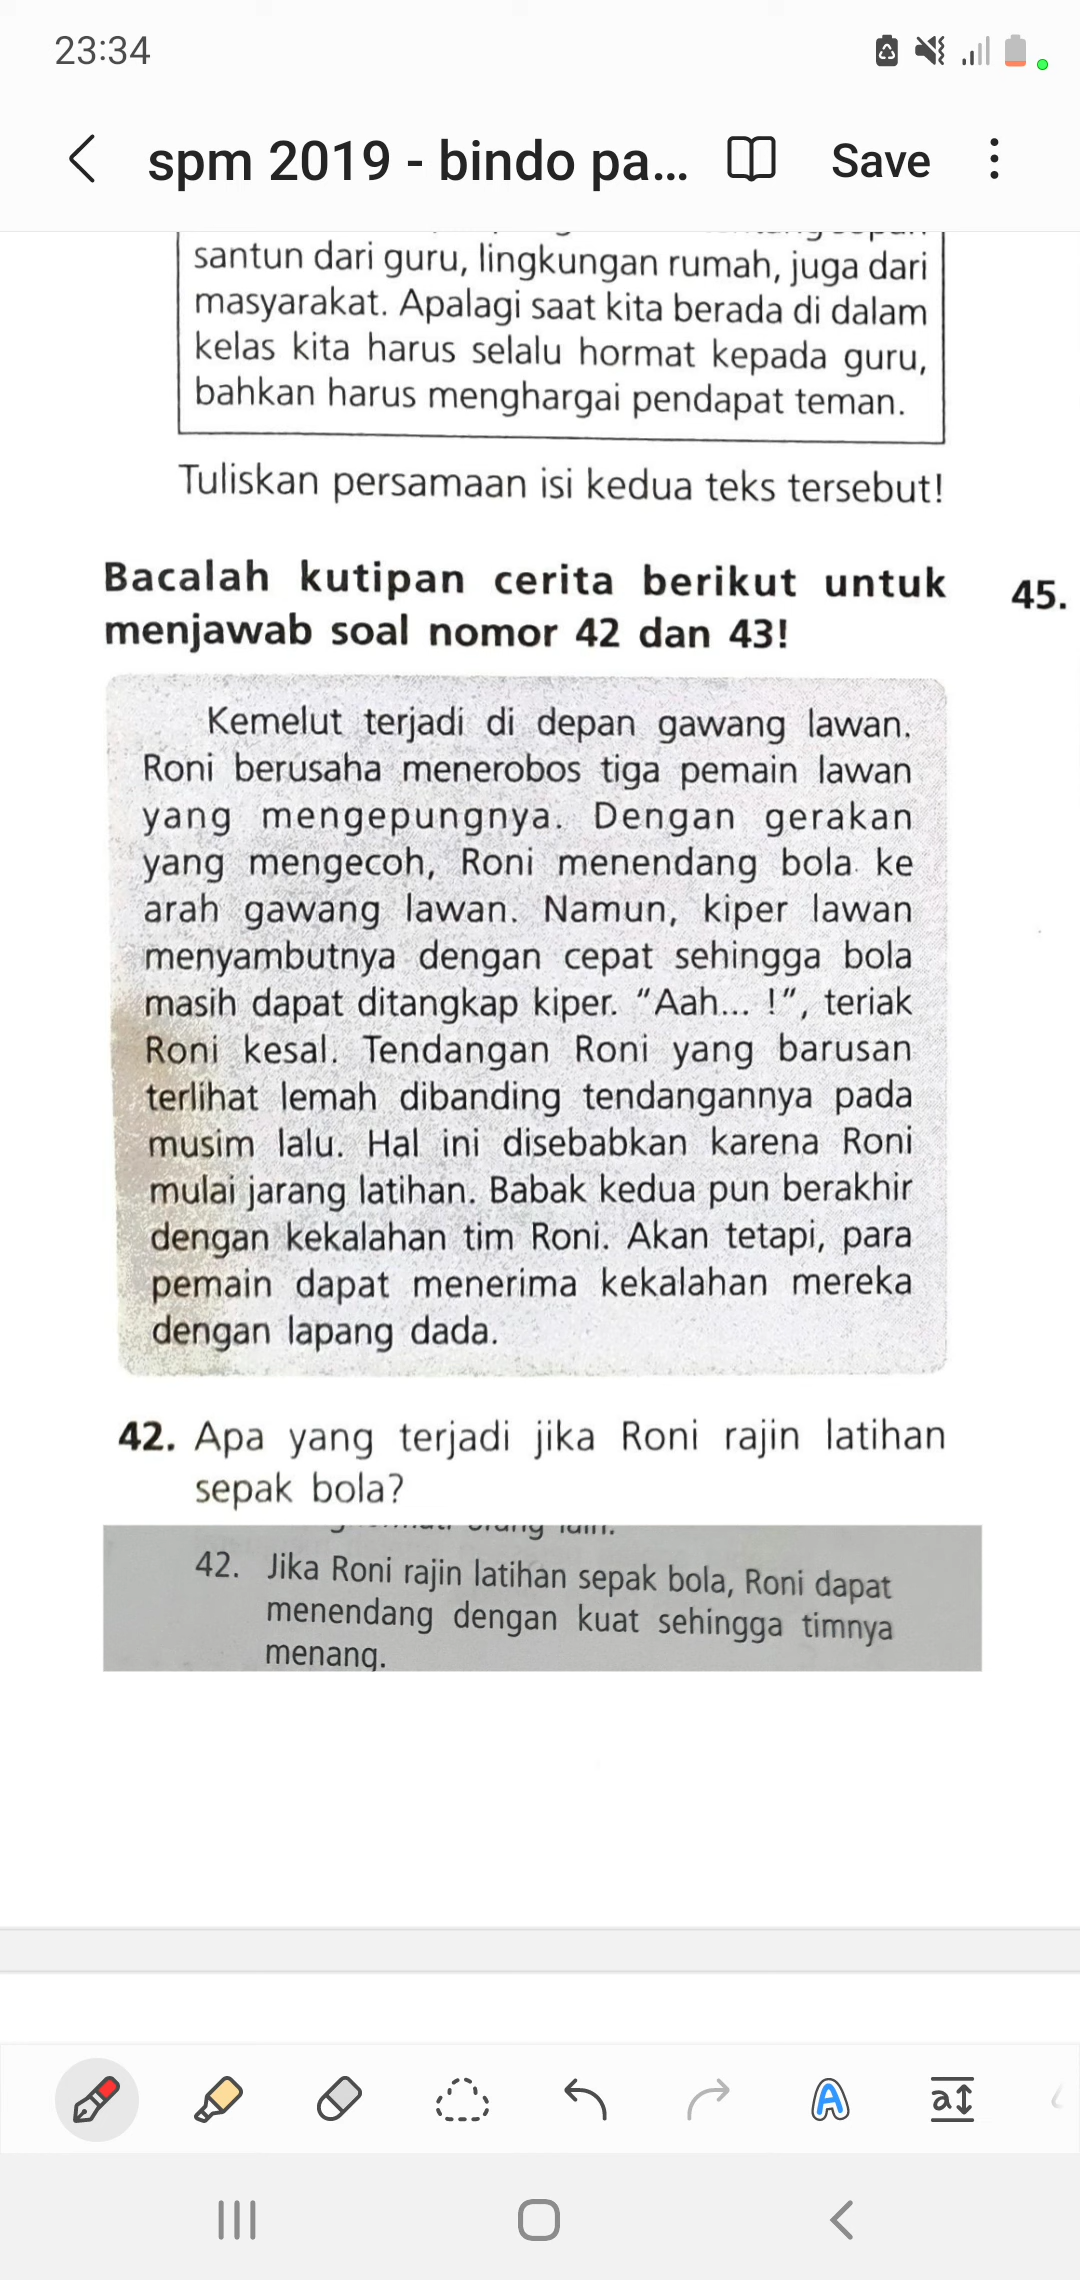 23:34
spm 2019 - bindo pa... Save
santun dari guru, lingkungan rumah, juga dari
masyarakat. Apalagi saat kita berada di dalam
kelas kita harus selalu hormat kepada guru,
bahkan harus menghargai pendapat teman.
Tuliskan persamaan isi kedua teks tersebut!
Bacalah kutipan cerita berikut untuk
menjawab soal nomor 42 dan 43!
45.
Kemelut terjadi di depan gawang lawan.
Roni berusaha menerobos tiga pemain lawan
yang mengepungnya. Dengan gerakan
yang mengecoh, Roni menendang bola ke
arah gawang lawan. Namun, kiper lawan
menyambutnya dengan cepat sehingga bola
masih dapat ditangkap kiper. “Aah... !”, teriak
Roni kesal. Tendangan Roni yang barusan
terlihat lemah dibanding tendangannya pada
musim lalu. Hal ini disebabkan karena Roni
mulai jarang latihan. Babak kedua pun berakhir
dengan kekalahan tim Roni. Akan tetapi, para
pemain dapat menerima kekalahan mereka
dengan lapang dada.
42. Apa yang terjadi jika Roni rajin latihan
sepak bola?
orang lain.
42. Jika Roni rajin latihan sepak bola, Roni dapat
menendang dengan kuat sehingga timnya
menang.